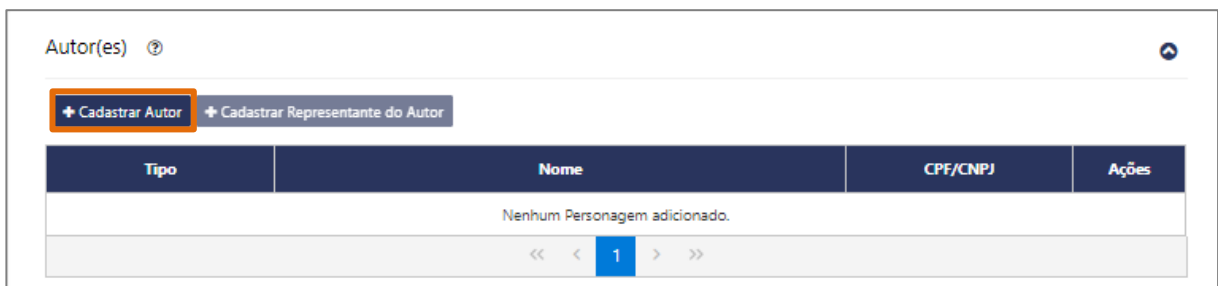 Autor(es) ?
+ Cadastrar Autor + Cadastrar Representante do Autor
Tipo Nome CPF/CNPJ Ações
Nenhum Personagem adicionado.
<< < 1 > >>